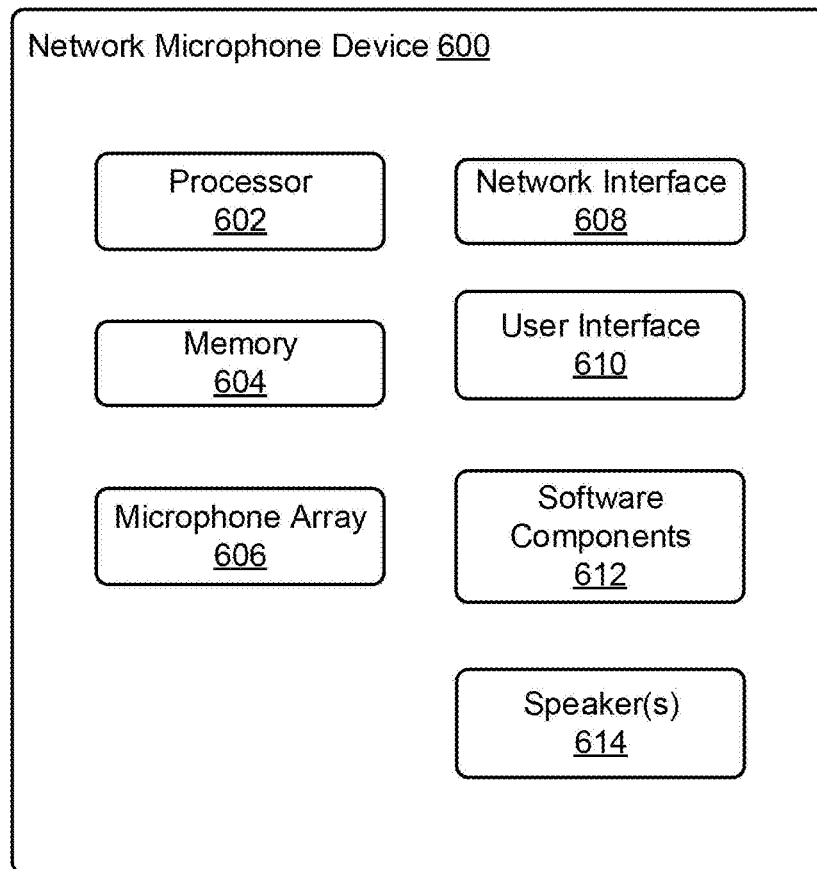 Network Microphone Device 600
Processor
602
Network Interface
608
Memory
604
User Interface
610
Microphone Array
606
Software
Components
612
Speaker(s)
614